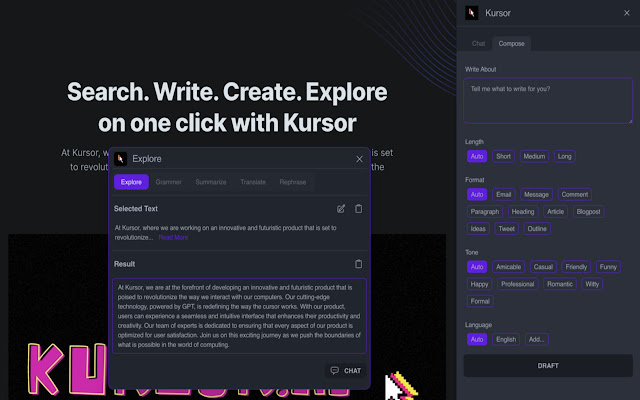 Search. Write. Create. Explore
on one click with Kursor
At Kursor, w
is set
to revolut
the
Explore
Explore
Grammer
Summarize
Translate
Rephrase
Selected Text
At Kursor, where we are working on an innovative and futuristic product that is set to
revolutionize... Read More
Result
At Kursor, we are at the forefront of developing an innovative and futuristic product that is
poised to revolutionize the way we interact with our computers. Our cutting-edge
technology, powered by GPT, is redefining the way the cursor works. With our product,
users can experience a seamless and intuitive interface that enhances their productivity and
creativity. Our team of experts is dedicated to ensuring that every aspect of our product is
optimized for user satisfaction. Join us on this exciting journey as we push the boundaries of
what is possible in the world of computing.
CHAT
Kursor
Chat
Compose
Write About
Tell me what to write for you?
Length
Auto Short Medium Long
Format
Auto Email Message Comment
Paragraph Heading Article Blogpost
Ideas Tweet Outline
Tone
Auto Amicable Casual Friendly Funny
Happy Professional Romantic Witty
Formal
Language
Auto English Add...
DRAFT